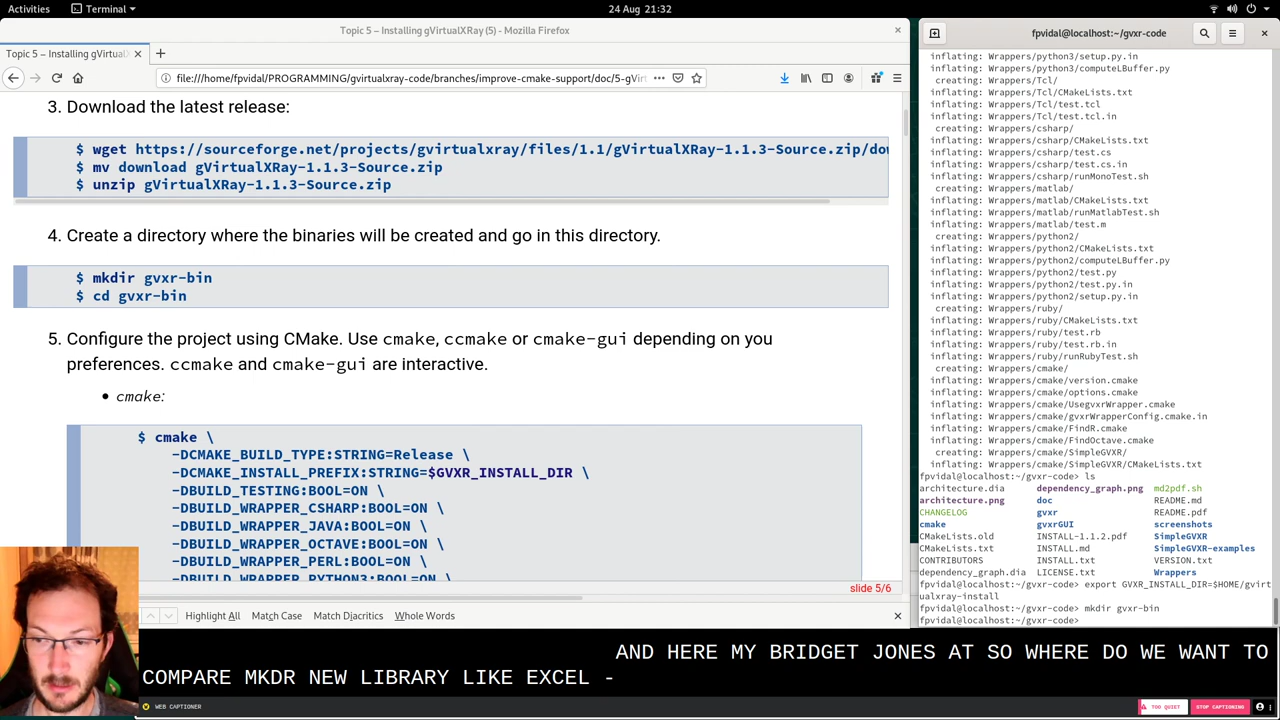 Activities
Terminal
24 Aug 21:32
Topic 5 – Installing gVirtualXRay (5) - Mozilla Firefox
Topic 5 – Installing gVirtualX
file:///home/fpvidal/PROGRAMMING/gvirtualxray-code/branches/improve-cmake-support/doc/5-gVir
3. Download the latest release:
$ wget https://sourceforge.net/projects/gvirtualxray/files/1.1/gVirtualXRay-1.1.3-Source.zip/dow
$ mv download gVirtualXRay-1.1.3-Source.zip
$ unzip gVirtualXRay-1.1.3-Source.zip
4. Create a directory where the binaries will be created and go in this directory.
$ mkdir gvxr-bin
$ cd gvxr-bin
5. Configure the project using CMake. Use cmake, ccmake or cmake-gui depending on you
preferences. ccmake and cmake-gui are interactive.
• cmake:
$ cmake \
-DCMAKE_BUILD_TYPE:STRING=Release \
-DCMAKE_INSTALL_PREFIX:STRING=$GVXR_INSTALL_DIR \
-DBUILD_TESTING:BOOL=ON \
-DBUILD_WRAPPER_CSHARP:BOOL=ON \
-DBUILD_WRAPPER_JAVA:BOOL=ON \
-DBUILD_WRAPPER_OCTAVE:BOOL=ON \
-DBUILD_WRAPPER_PERL:BOOL=ON \
-DBUILD_WRAPPER_PYTHON3:BOOL=ON \
slide 5/6
Highlight All Match Case Match Diacritics Whole Words
fpvidal@localhost:~/gvxr-code
inflating: Wrappers/python3/setup.py.in
inflating: Wrappers/python3/computeLBuffer.py
creating: Wrappers/Tcl/
inflating: Wrappers/Tcl/CMakeLists.txt
inflating: Wrappers/Tcl/test.tcl
inflating: Wrappers/Tcl/test.tcl.in
creating: Wrappers/csharp/
inflating: Wrappers/csharp/CMakeLists.txt
inflating: Wrappers/csharp/test.cs
inflating: Wrappers/csharp/test.cs.in
inflating: Wrappers/csharp/runMonoTest.sh
creating: Wrappers/matlab/
inflating: Wrappers/matlab/CMakeLists.txt
inflating: Wrappers/matlab/runMatlabTest.sh
inflating: Wrappers/matlab/test.m
creating: Wrappers/python2/
inflating: Wrappers/python2/CMakeLists.txt
inflating: Wrappers/python2/computeLBuffer.py
inflating: Wrappers/python2/test.py
inflating: Wrappers/python2/test.py.in
inflating: Wrappers/python2/setup.py.in
creating: Wrappers/ruby/
inflating: Wrappers/ruby/CMakeLists.txt
inflating: Wrappers/ruby/test.rb
inflating: Wrappers/ruby/test.rb.in
inflating: Wrappers/ruby/runRubyTest.sh
creating: Wrappers/cmake/
inflating: Wrappers/cmake/version.cmake
inflating: Wrappers/cmake/options.cmake
inflating: Wrappers/cmake/UsegvxrWrapper.cmake
inflating: Wrappers/cmake/gvxrWrapperConfig.cmake.in
inflating: Wrappers/cmake/FindR.cmake
inflating: Wrappers/cmake/FindOctave.cmake
creating: Wrappers/cmake/SimpleGVXR/
inflating: Wrappers/cmake/SimpleGVXR/CMakeLists.txt
fpvidal@localhost:~/gvxr-code> ls
architecture.dia dependency_graph.png md2pdf.sh
architecture.png doc README.md
CHANGELOG gvxr README.pdf
cmake gvxrGUI screenshots
CMakeLists.old INSTALL-1.1.2.pdf SimpleGVXR
CMakeLists.txt INSTALL.md SimpleGVXR-examples
CONTRIBUTORS INSTALL.txt VERSION.txt
dependency_graph.dia LICENSE.txt Wrappers
fpvidal@localhost:~/gvxr-code> export GVXR_INSTALL_DIR=$HOME/gvirt
ualxray-install
fpvidal@localhost:~/gvxr-code> mkdir gvxr-bin
fpvidal@localhost:~/gvxr-code>
AND HERE MY BRIDGET JONES AT SO WHERE DO WE WANT TO
COMPARE MKDR NEW LIBRARY LIKE EXCEL -
WEB CAPTIONER
TOO QUIET
STOP CAPTIONING